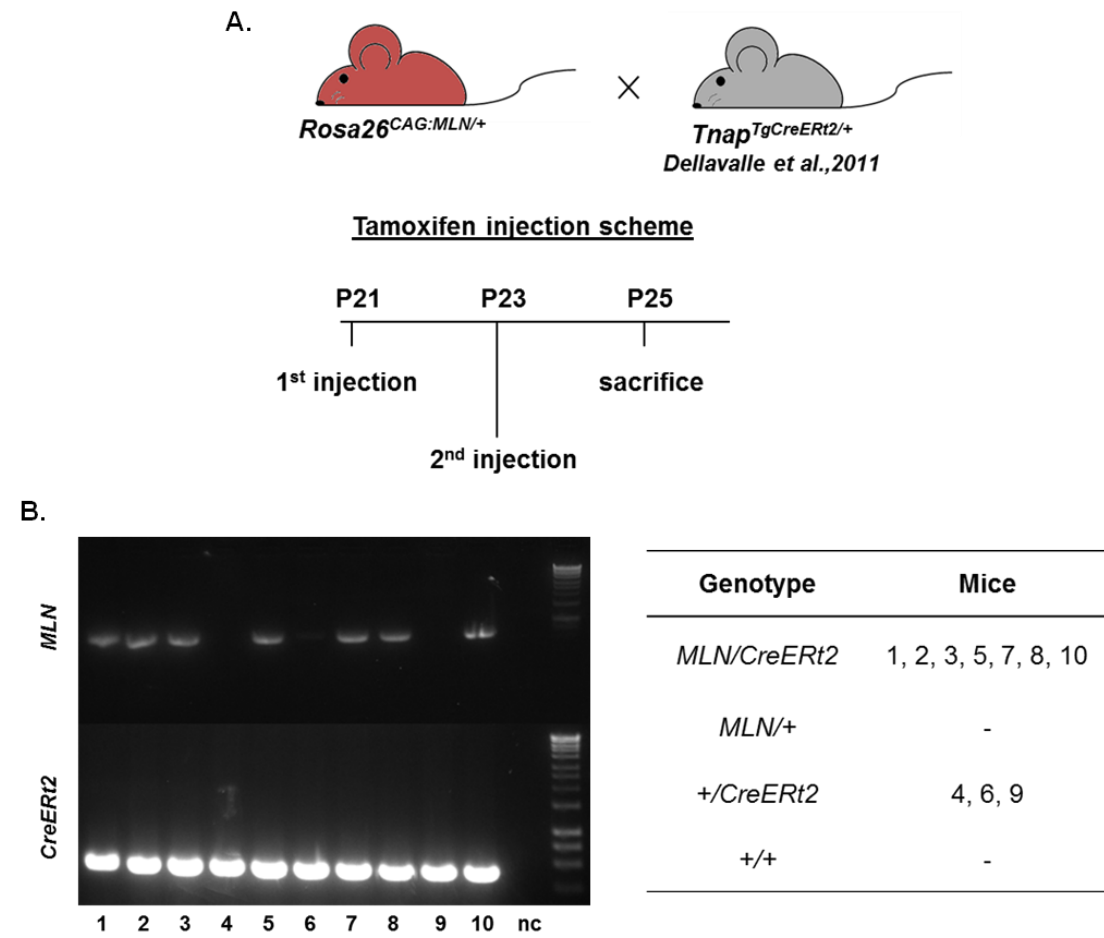 A.
Rosa26CAG:MLN/+
×
TnapTgCreERt2/+
Dellavalle et al.,2011
Tamoxifen injection scheme
P21 P23 P25
1st injection sacrifice
2nd injection
B.
MLN
CreERt2
1 2 3 4 5 6 7 8 9 10 nc
Genotype Mice
MLN/CreERt2 1, 2, 3, 5, 7, 8, 10
MLN/+ -
+/CreERt2 4, 6, 9
+/+ -